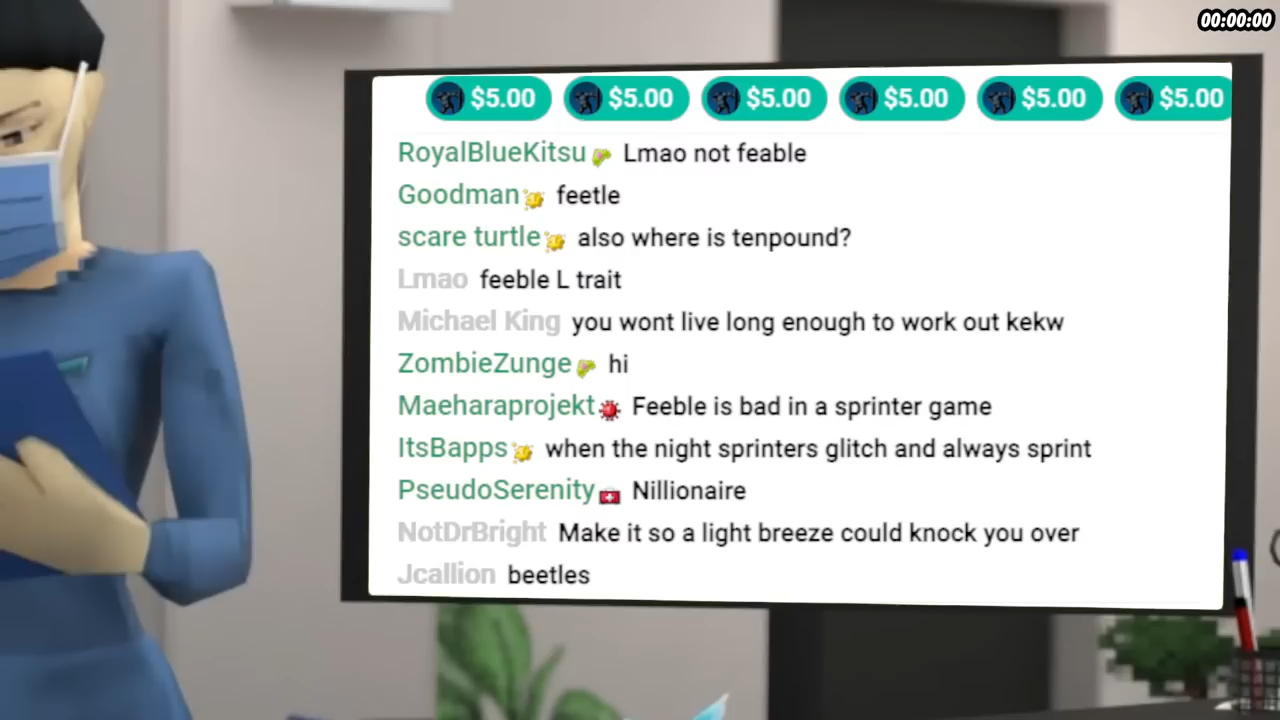 00:00:00
$5.00 $5.00 $5.00 $5.00 $5.00 $5.00
RoyalBlueKitsu Lmao not feable
Goodman feetle
scare turtle also where is tenpound?
Lmao feeble L trait
Michael King you wont live long enough to work out kekw
ZombieZunge hi
Maeharaprojekt Feeble is bad in a sprinter game
ItsBapps when the night sprinters glitch and always sprint
PseudoSerenity Nillionaire
NotDrBright Make it so a light breeze could knock you over
Jcallion beetles